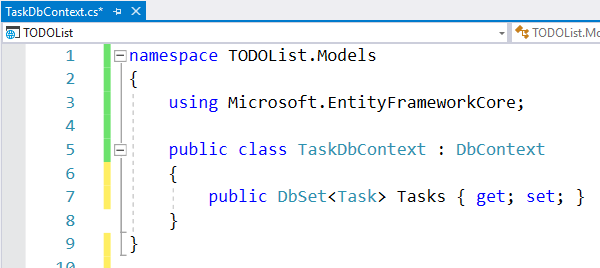 TaskDbContext.cs*
TODOList
TODOList.Mo
1 namespace TODOList.Models
2 {
3 using Microsoft.EntityFrameworkCore;
4
5 public class TaskDbContext : DbContext
6 {
7 public DbSet<Task> Tasks { get; set; }
8 }
9 }
10